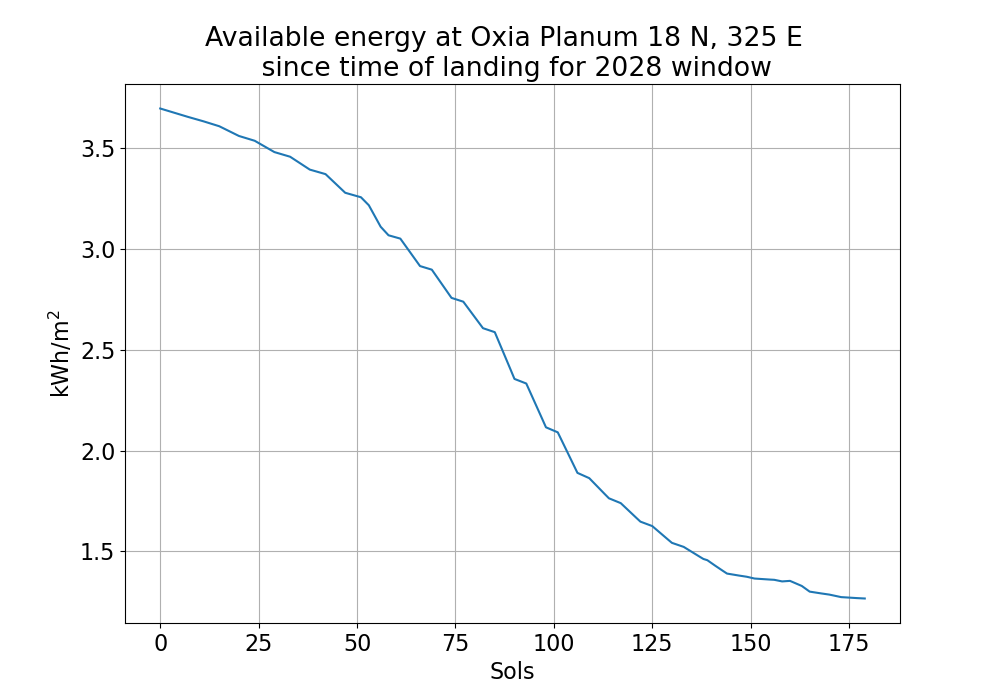 Available energy at Oxia Planum 18 N, 325 E
since time of landing for 2028 window
3.5
3.0
2.5
2.0
1.5
kWh/m²
0 25 50 75 100 125 150 175
Sols